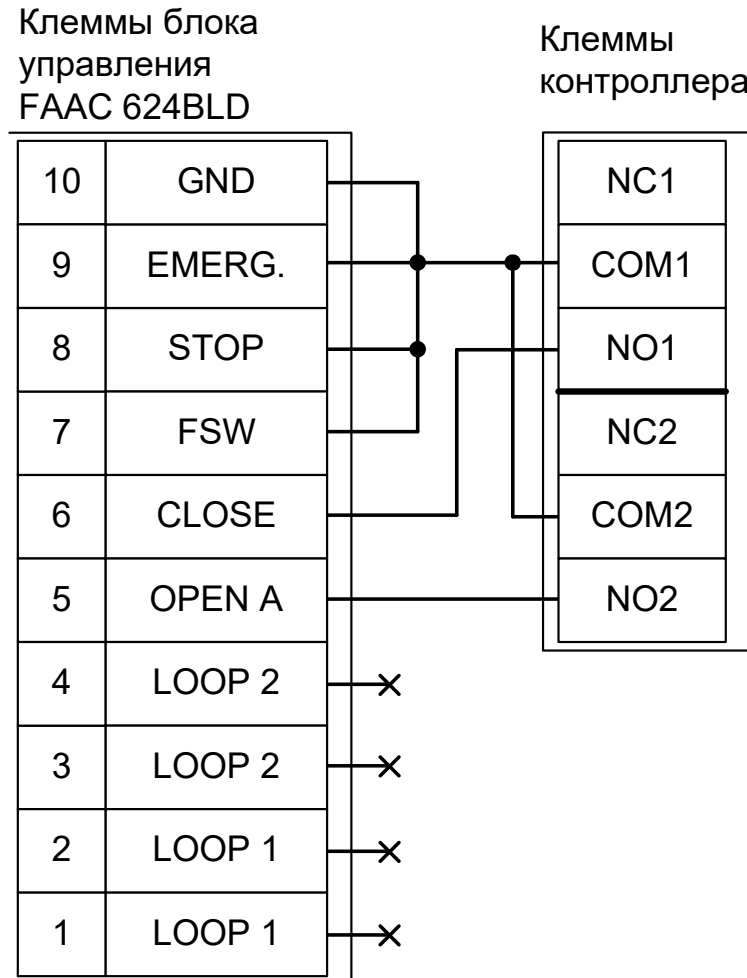 Клеммы блока
управления
FAAC 624BLD
Клеммы
контроллера
10 GND
9 EMERG.
8 STOP
7 FSW
6 CLOSE
5 OPEN A
4 LOOP 2
3 LOOP 2
2 LOOP 1
1 LOOP 1
NC1
COM1
NO1
NC2
COM2
NO2